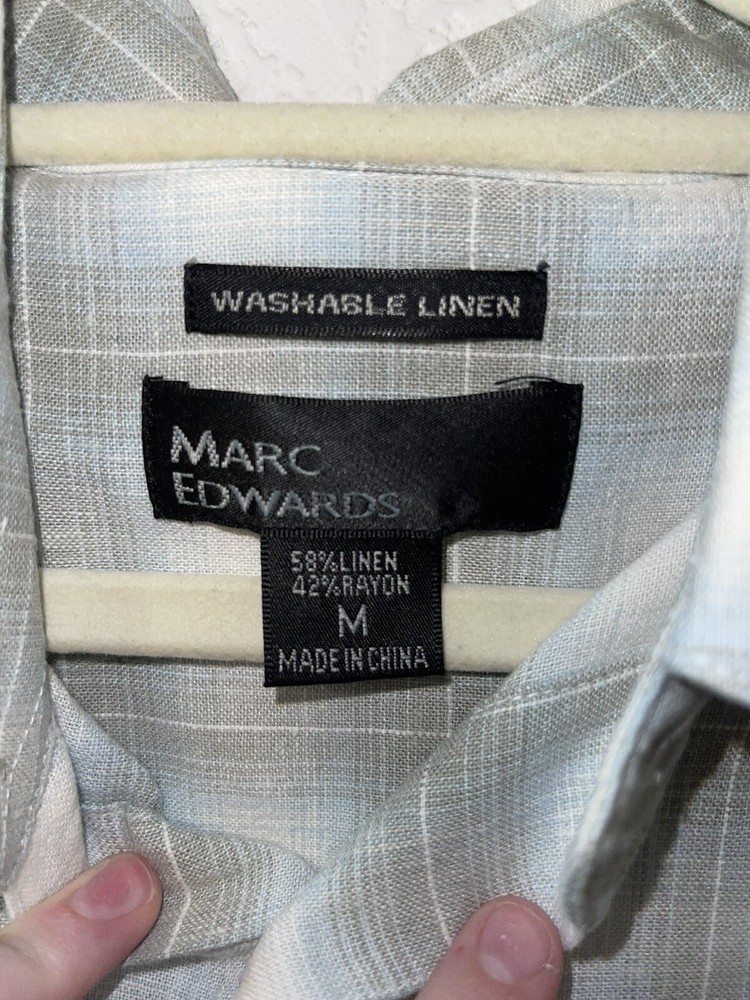 WASHABLE LINEN
MARC
EDWARDS
58%LINEN
42%RAYON
M
MADE IN CHINA